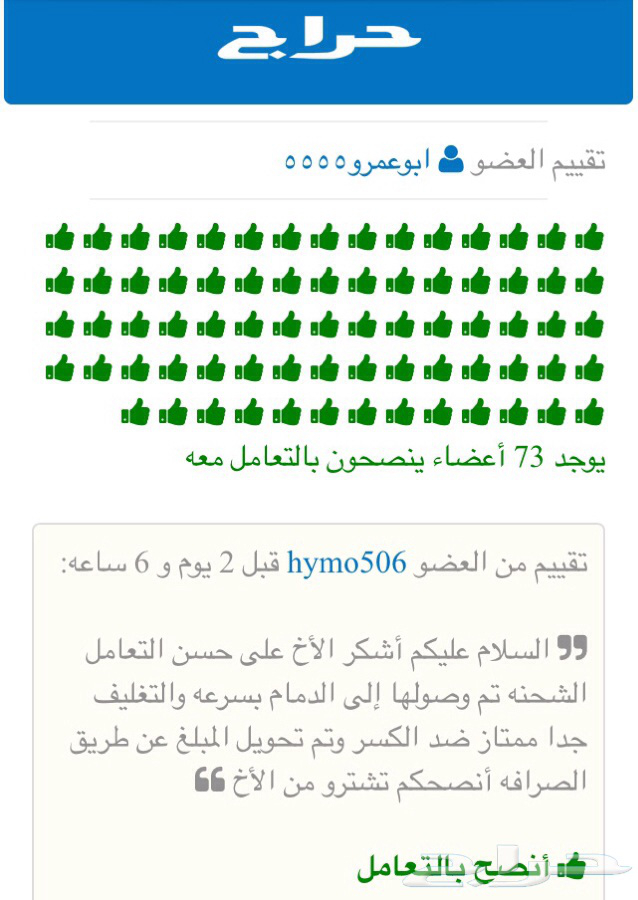 حراج
تقييم العضو ابوعمرو٥٥٥٥
يوجد 73 أعضاء ينصحون بالتعامل معه
تقييم من العضو hymo506 قبل 2 يوم و 6 ساعه:
السلام عليكم أشكر الأخ على حسن التعامل
الشحنه تم وصولها إلى الدمام بسرعه والتغليف
جدا ممتاز ضد الكسر وتم تحويل المبلغ عن طريق
الصرافه أنصحكم تشترو من الأخ
أنصح بالتعامل
حراج